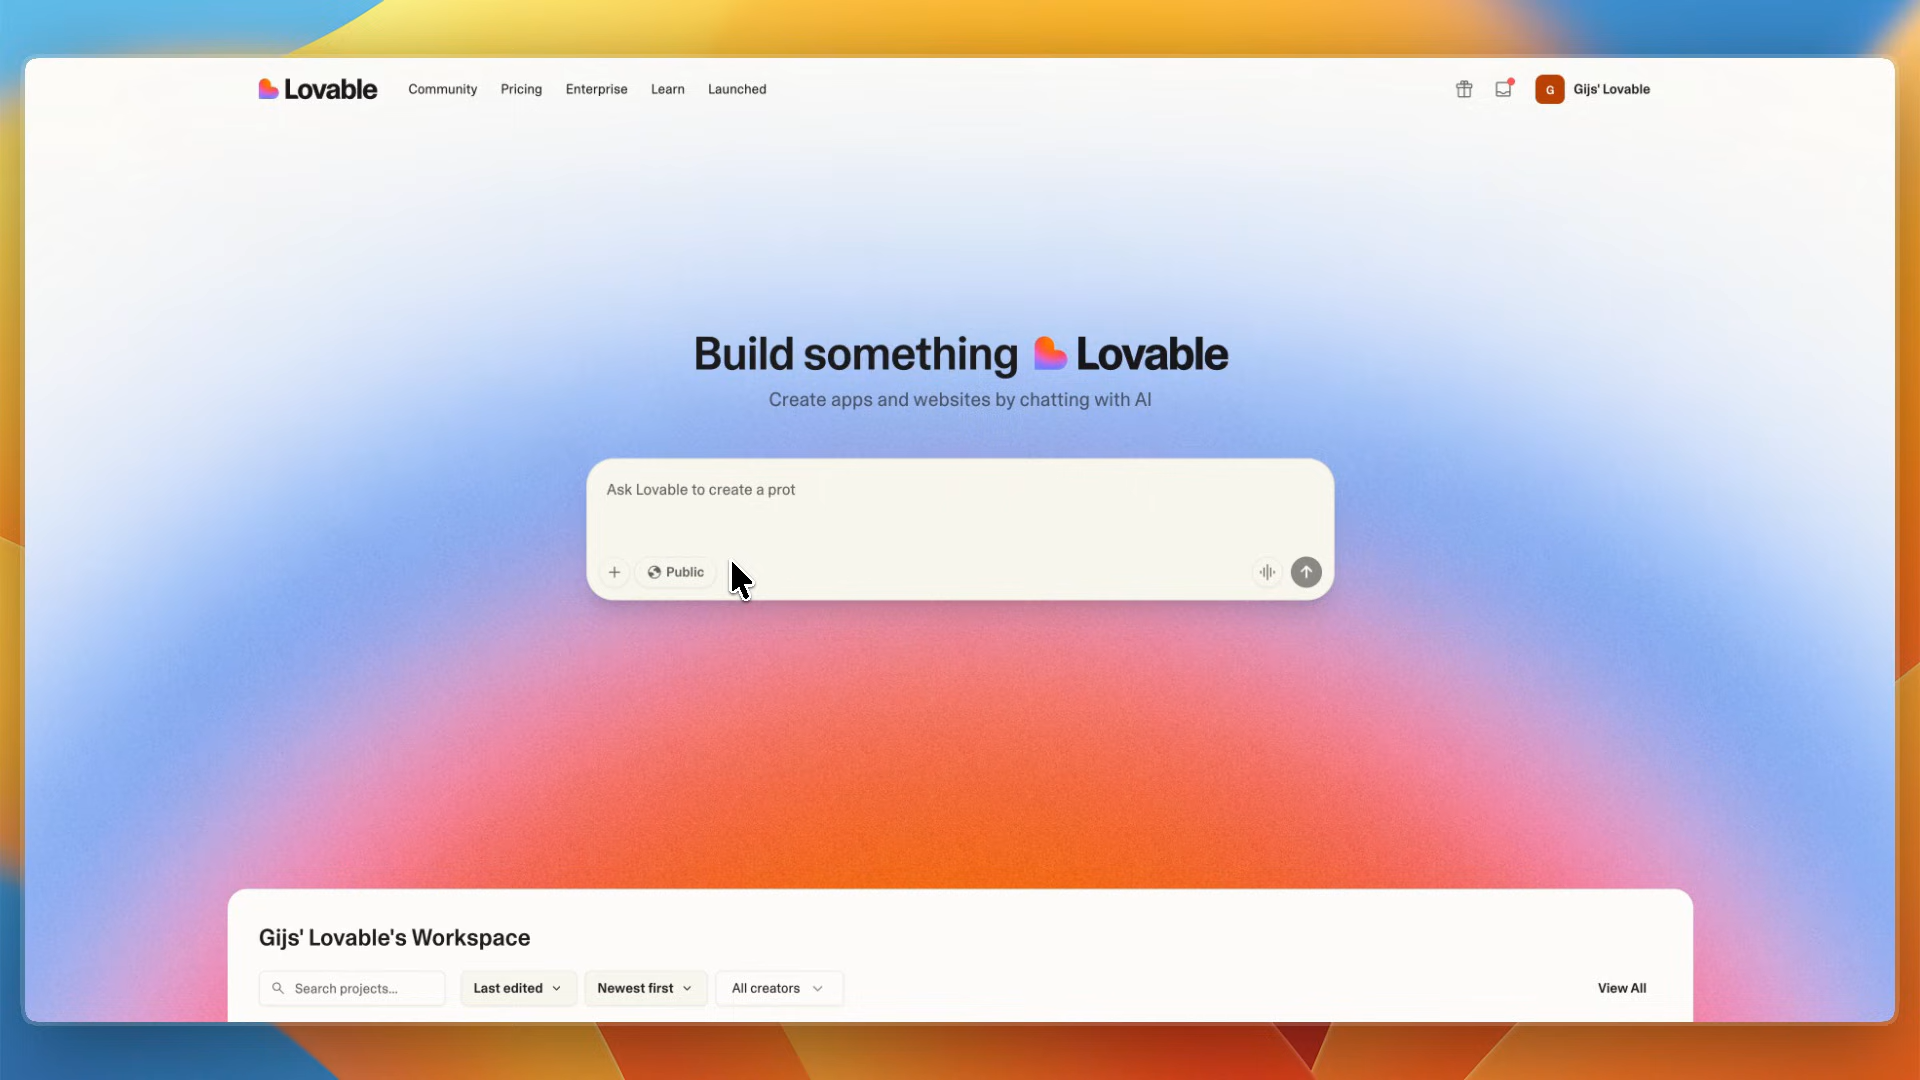 Lovable
Community Pricing Enterprise Learn Launched
G Gijs' Lovable
Build something Lovable
Create apps and websites by chatting with AI
Ask Lovable to create a prot
Public
Gijs' Lovable's Workspace
Search projects...
Last edited
Newest first
All creators
View All